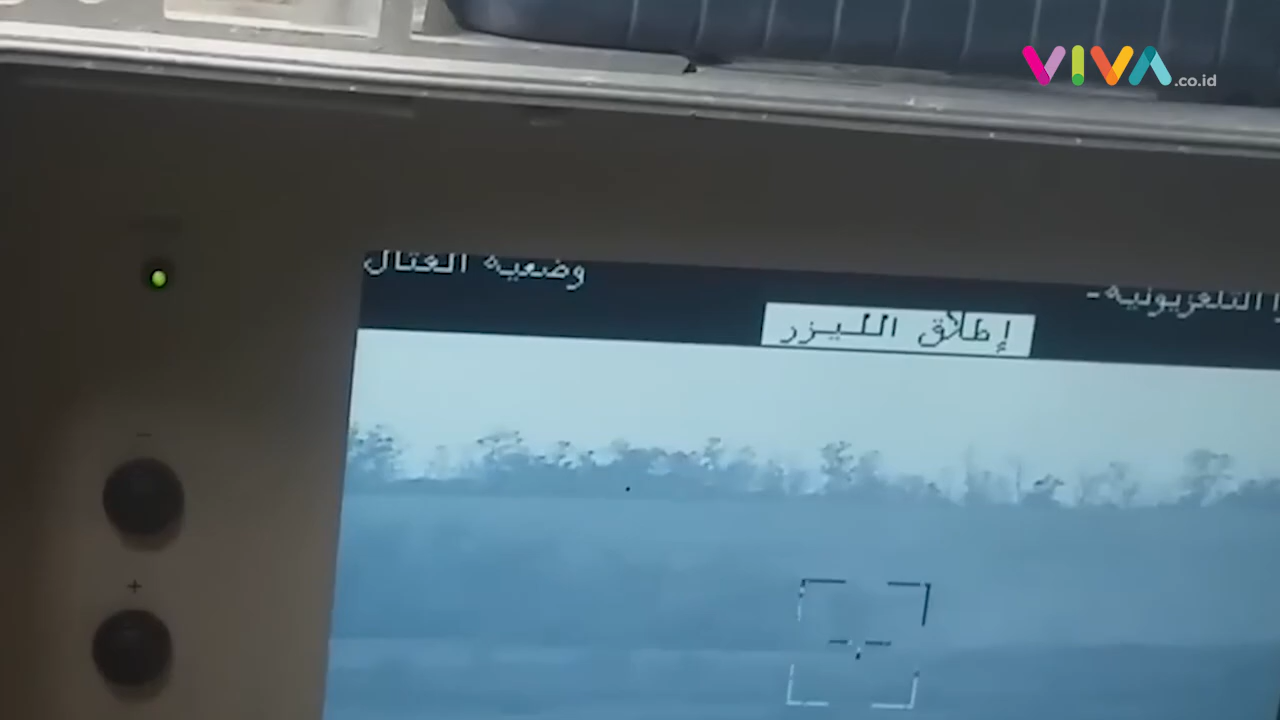 VIVA.co.id
وضعية القتال
التلفزيونية -
إطلاق الليزر
-
+